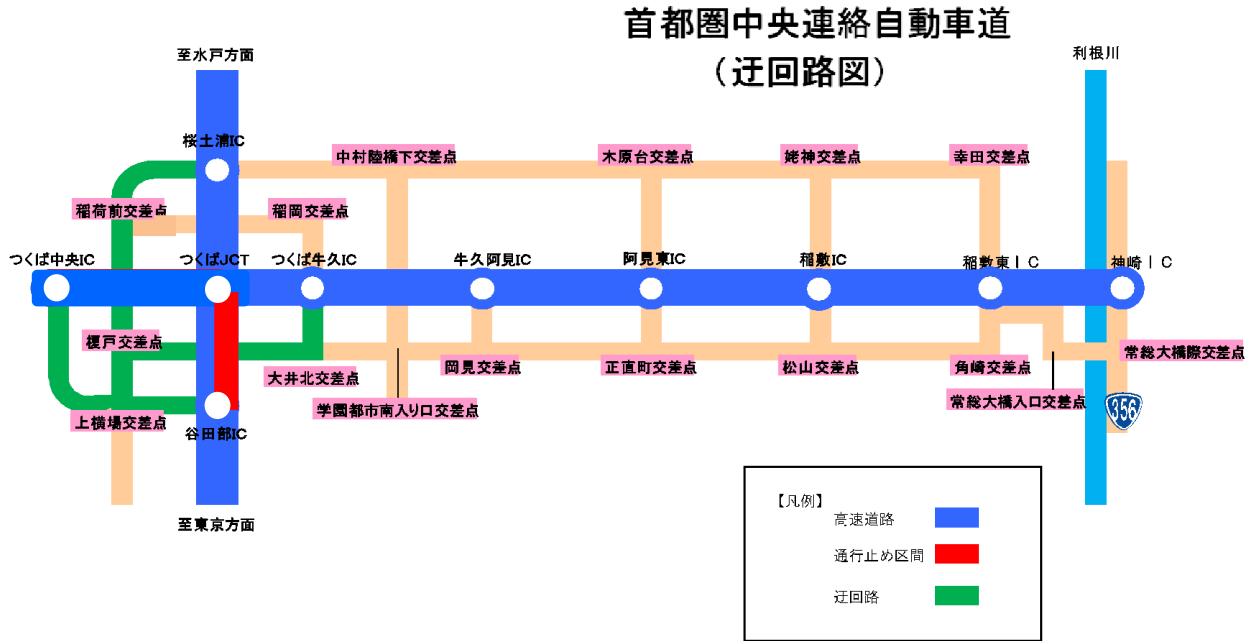 首都圏中央連絡自動車道
（迂回路図）
至水戸方面
利根川
桜土浦IC
中村陸橋下交差点
木原台交差点
姥神交差点
幸田交差点
稲荷前交差点
稲岡交差点
つくば中央IC
つくばJCT
つくば牛久IC
牛久阿見IC
阿見東IC
稲敷IC
稲敷東ＩＣ
神崎ＩＣ
榎戸交差点
大井北交差点
岡見交差点
正直町交差点
松山交差点
角崎交差点
常総大橋際交差点
学園都市南入り口交差点
常総大橋入口交差点
上横場交差点
谷田部IC
356
至東京方面
【凡例】
高速道路
通行止め区間
迂回路